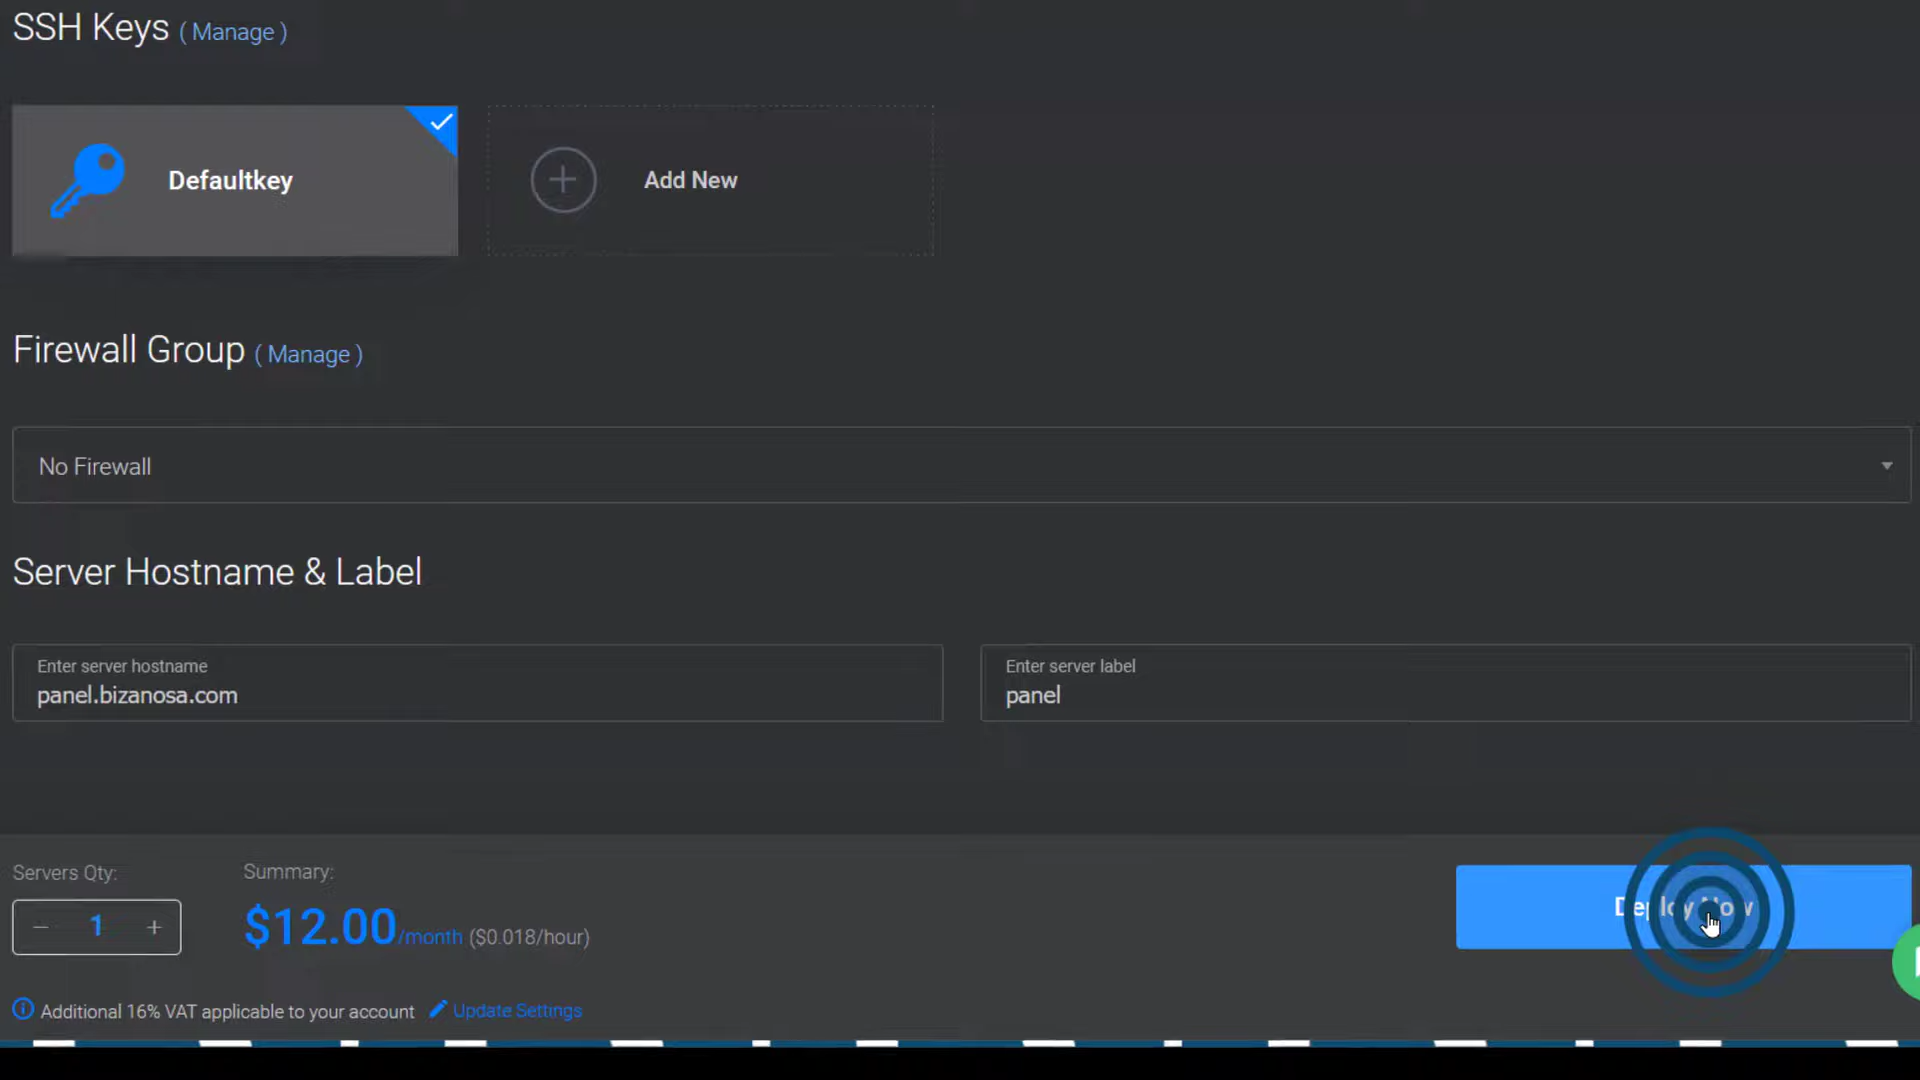 SSH Keys ( Manage )
Defaultkey
Add New
Firewall Group ( Manage )
No Firewall
Server Hostname & Label
Enter server hostname
panel.bizanosa.com
Enter server label
panel
Servers Qty:
Summary:
− 1 +
$12.00/month ($0.018/hour)
Deploy Now
Additional 16% VAT applicable to your account Update Settings